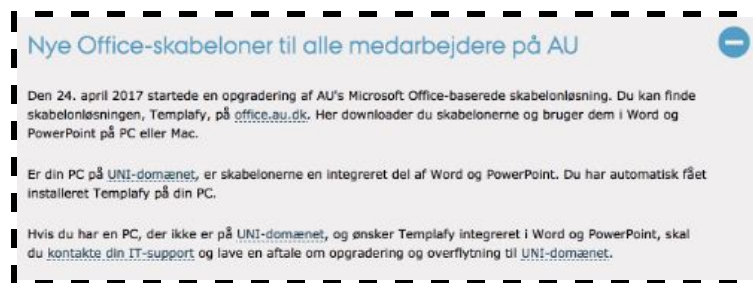 Nye Office-skabeloner til alle medarbejdere på AU
Den 24. april 2017 startede en opgradering af AU's Microsoft Office-baserede skabelonløsning. Du kan finde
skabelonløsningen, Templafy, på office.au.dk. Her downloader du skabelonerne og bruger dem i Word og
PowerPoint på PC eller Mac.
Er din PC på UNI-domænet, er skabelonerne en integreret del af Word og PowerPoint. Du har automatisk fået
installeret Templafy på din PC.
Hvis du har en PC, der ikke er på UNI-domænet, og ønsker Templafy integreret i Word og PowerPoint, skal
du kontakte din IT-support og lave en aftale om opgradering og overflytning til UNI-domænet.